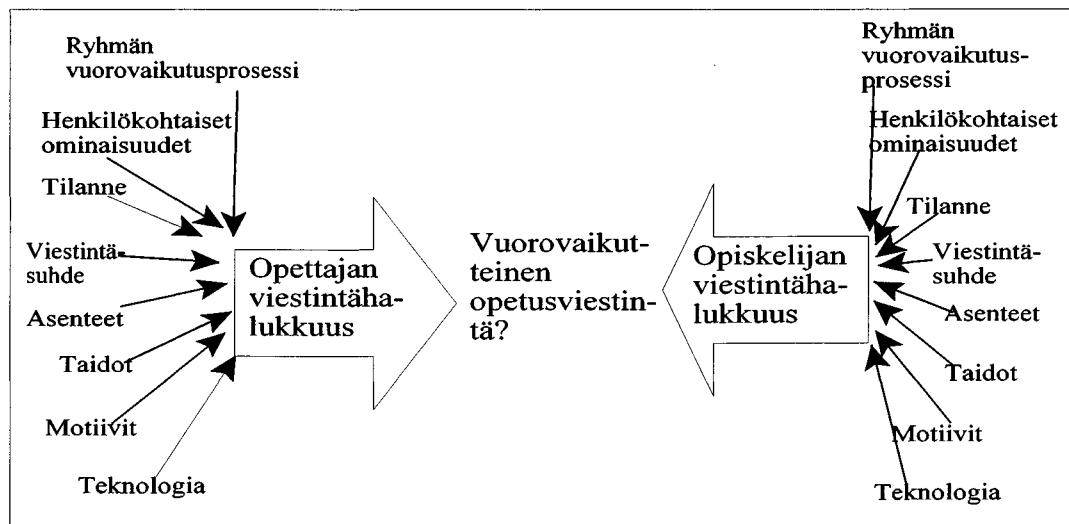 Ryhmän
vuorovaikutusprosessi
Henkilökohtaiset
ominaisuudet
Tilanne
Viestintä-
suhde
Asenteet
Taidot
Motiivit
Teknologia
Opettajan
viestintäha-
lukkuus
Vuorovaikut-
teinen
opetusviestin-
tä?
Opiskelijan
viestintäha-
lukkuus
Ryhmän
vuorovaikutus-
prosessi
Henkilökohtaiset
ominaisuudet
Tilanne
Viestintä-
suhde
Asenteet
Taidot
Motiivit
Teknologia